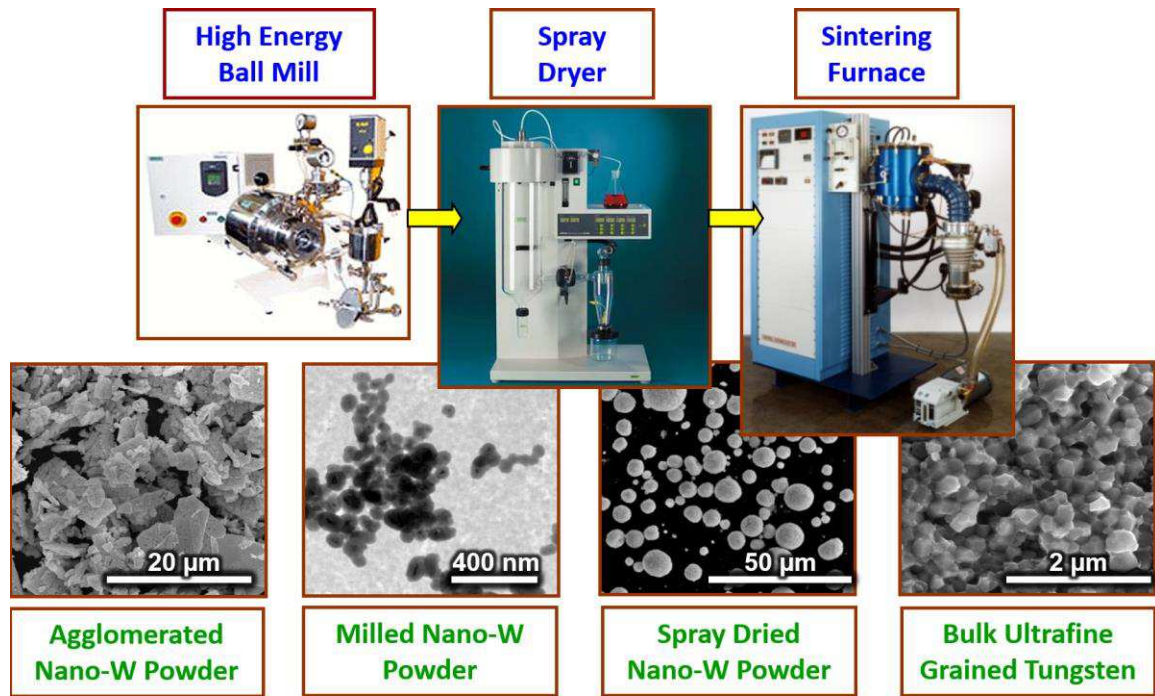 High Energy
Ball Mill
Spray
Dryer
Sintering
Furnace
20 µm
400 nm
50 µm
2 µm
Agglomerated
Nano-W Powder
Milled Nano-W
Powder
Spray Dried
Nano-W Powder
Bulk Ultrafine
Grained Tungsten